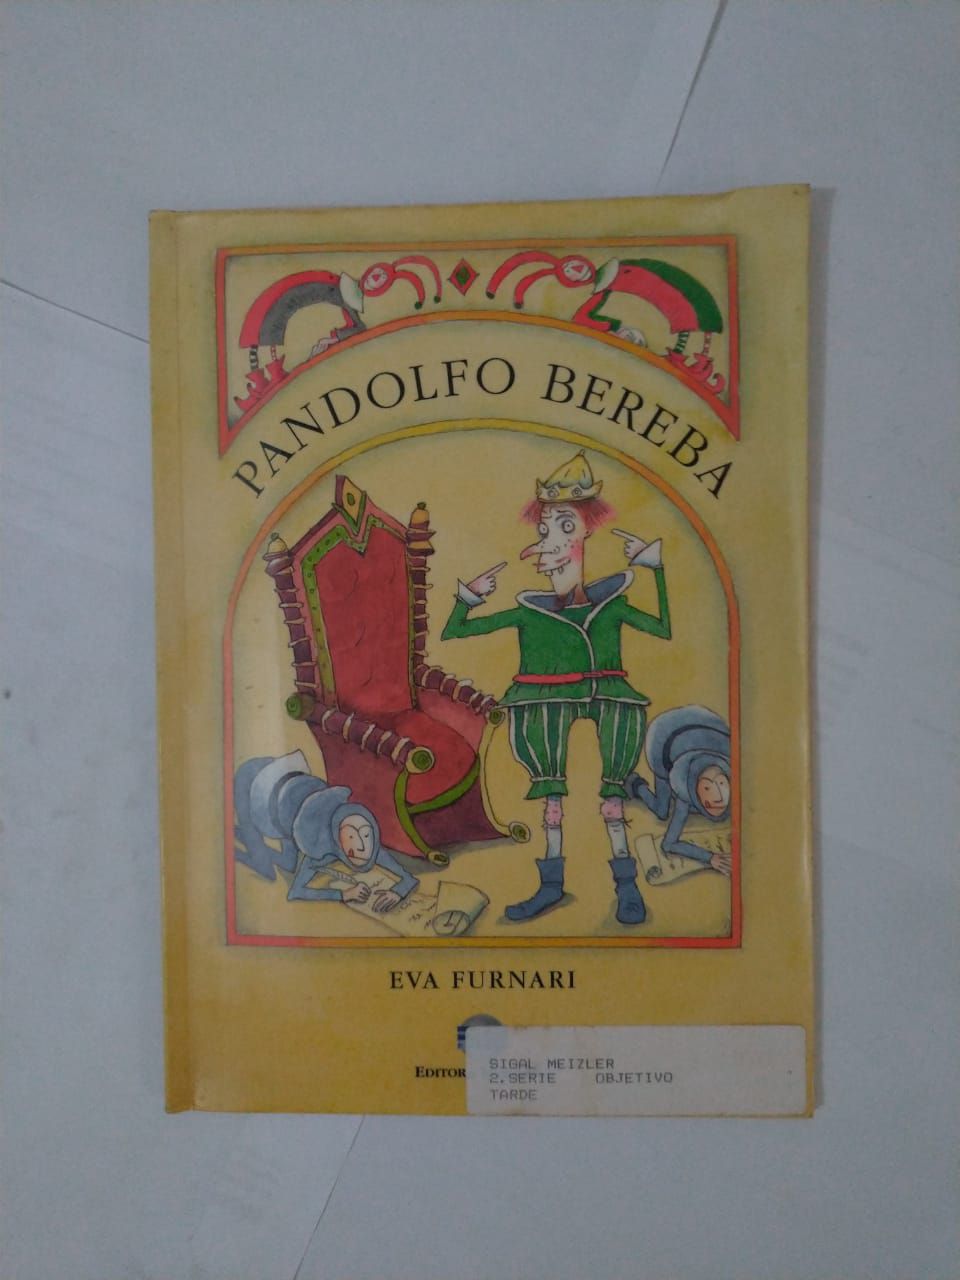 PANDOLFO BEREBA
EVA FURNARI
EDITOR
SIGAL MEIZLER
2.SERIE OBJETIVO
TARDE